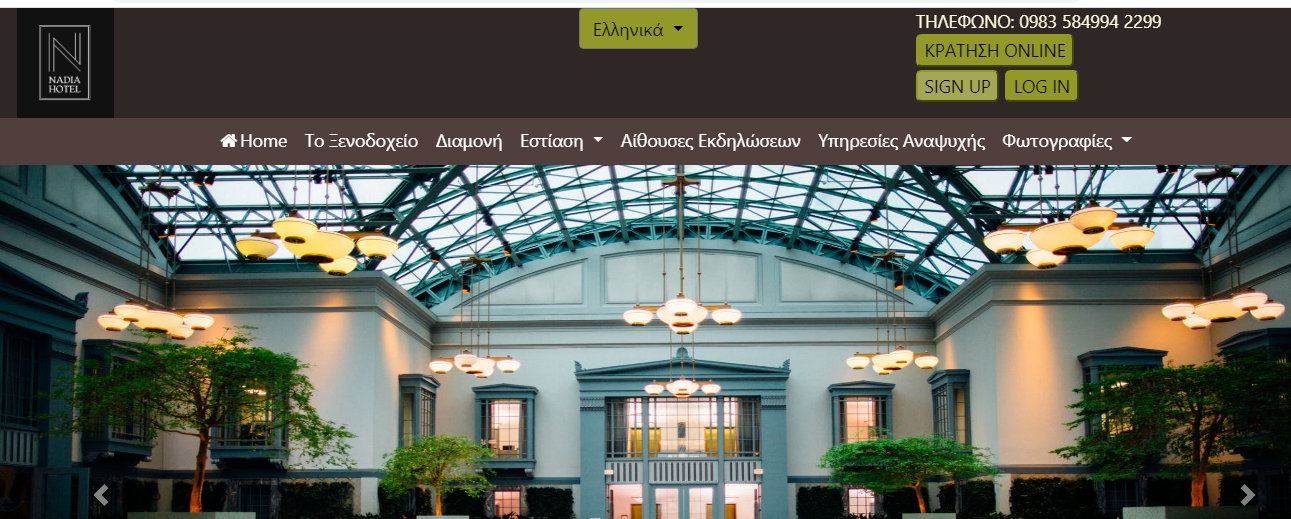 NADIA
HOTEL
Ελληνικά
ΤΗΛΕΦΩΝΟ: 0983 584994 2299
ΚΡΑΤΗΣΗ ONLINE
SIGN UP LOG IN
Home Το Ξενοδοχείο Διαμονή Εστίαση Αίθουσες Εκδηλώσεων Υπηρεσίες Αναψυχής Φωτογραφίες